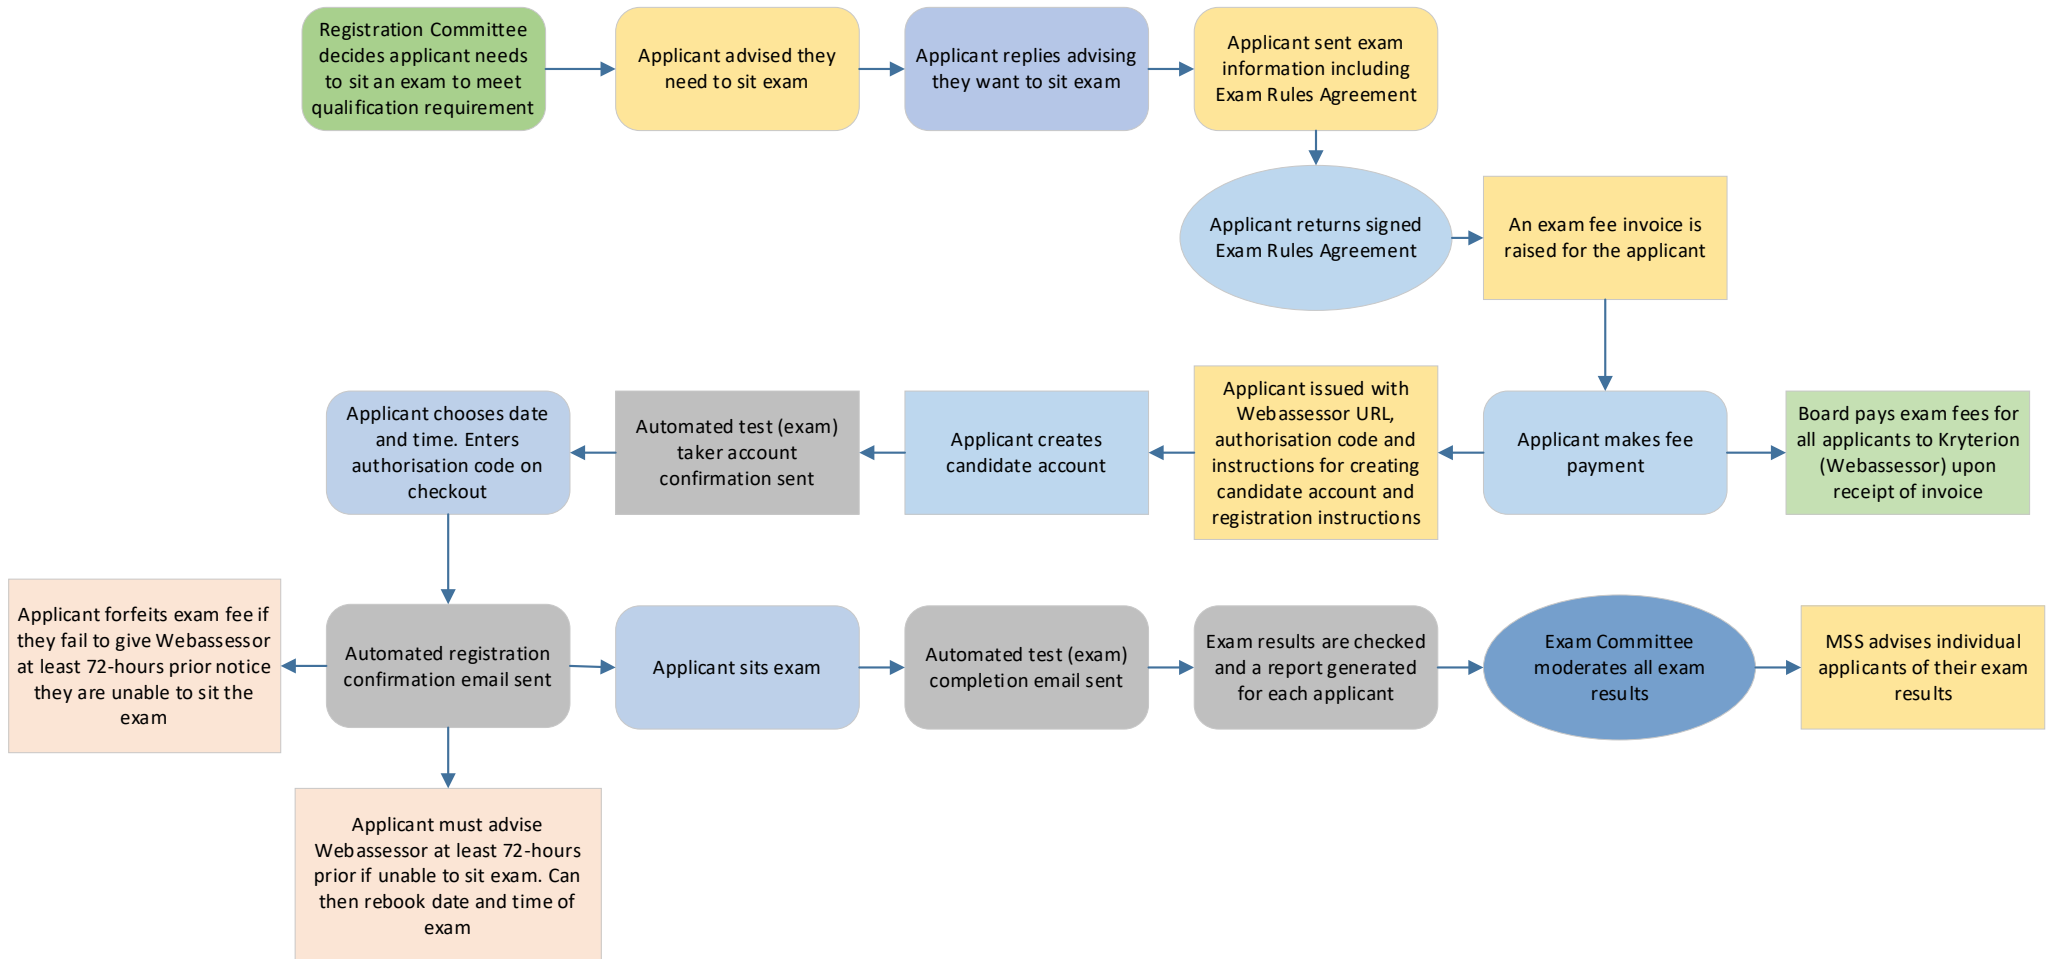 Registration Committee
decides applicant needs
to sit an exam to meet
qualification requirement
Applicant advised they
need to sit exam
Applicant replies advising
they want to sit exam
Applicant sent exam
information including
Exam Rules Agreement
Applicant returns signed
Exam Rules Agreement
An exam fee invoice is
raised for the applicant
Applicant makes fee
payment
Board pays exam fees for
all applicants to Kryterion
(Webassessor) upon
receipt of invoice
Applicant issued with
Webassessor URL,
authorisation code and
instructions for creating
candidate account and
registration instructions
Applicant creates
candidate account
Automated test (exam)
taker account
confirmation sent
Applicant chooses date
and time. Enters
authorisation code on
checkout
Automated registration
confirmation email sent
Applicant forfeits exam fee if
they fail to give Webassessor
at least 72-hours prior notice
they are unable to sit the
exam
Applicant must advise
Webassessor at least 72-hours
prior if unable to sit exam. Can
then rebook date and time of
exam
Applicant sits exam
Automated test (exam)
completion email sent
Exam results are checked
and a report generated
for each applicant
Exam Committee
moderates all exam
results
MSS advises individual
applicants of their exam
results